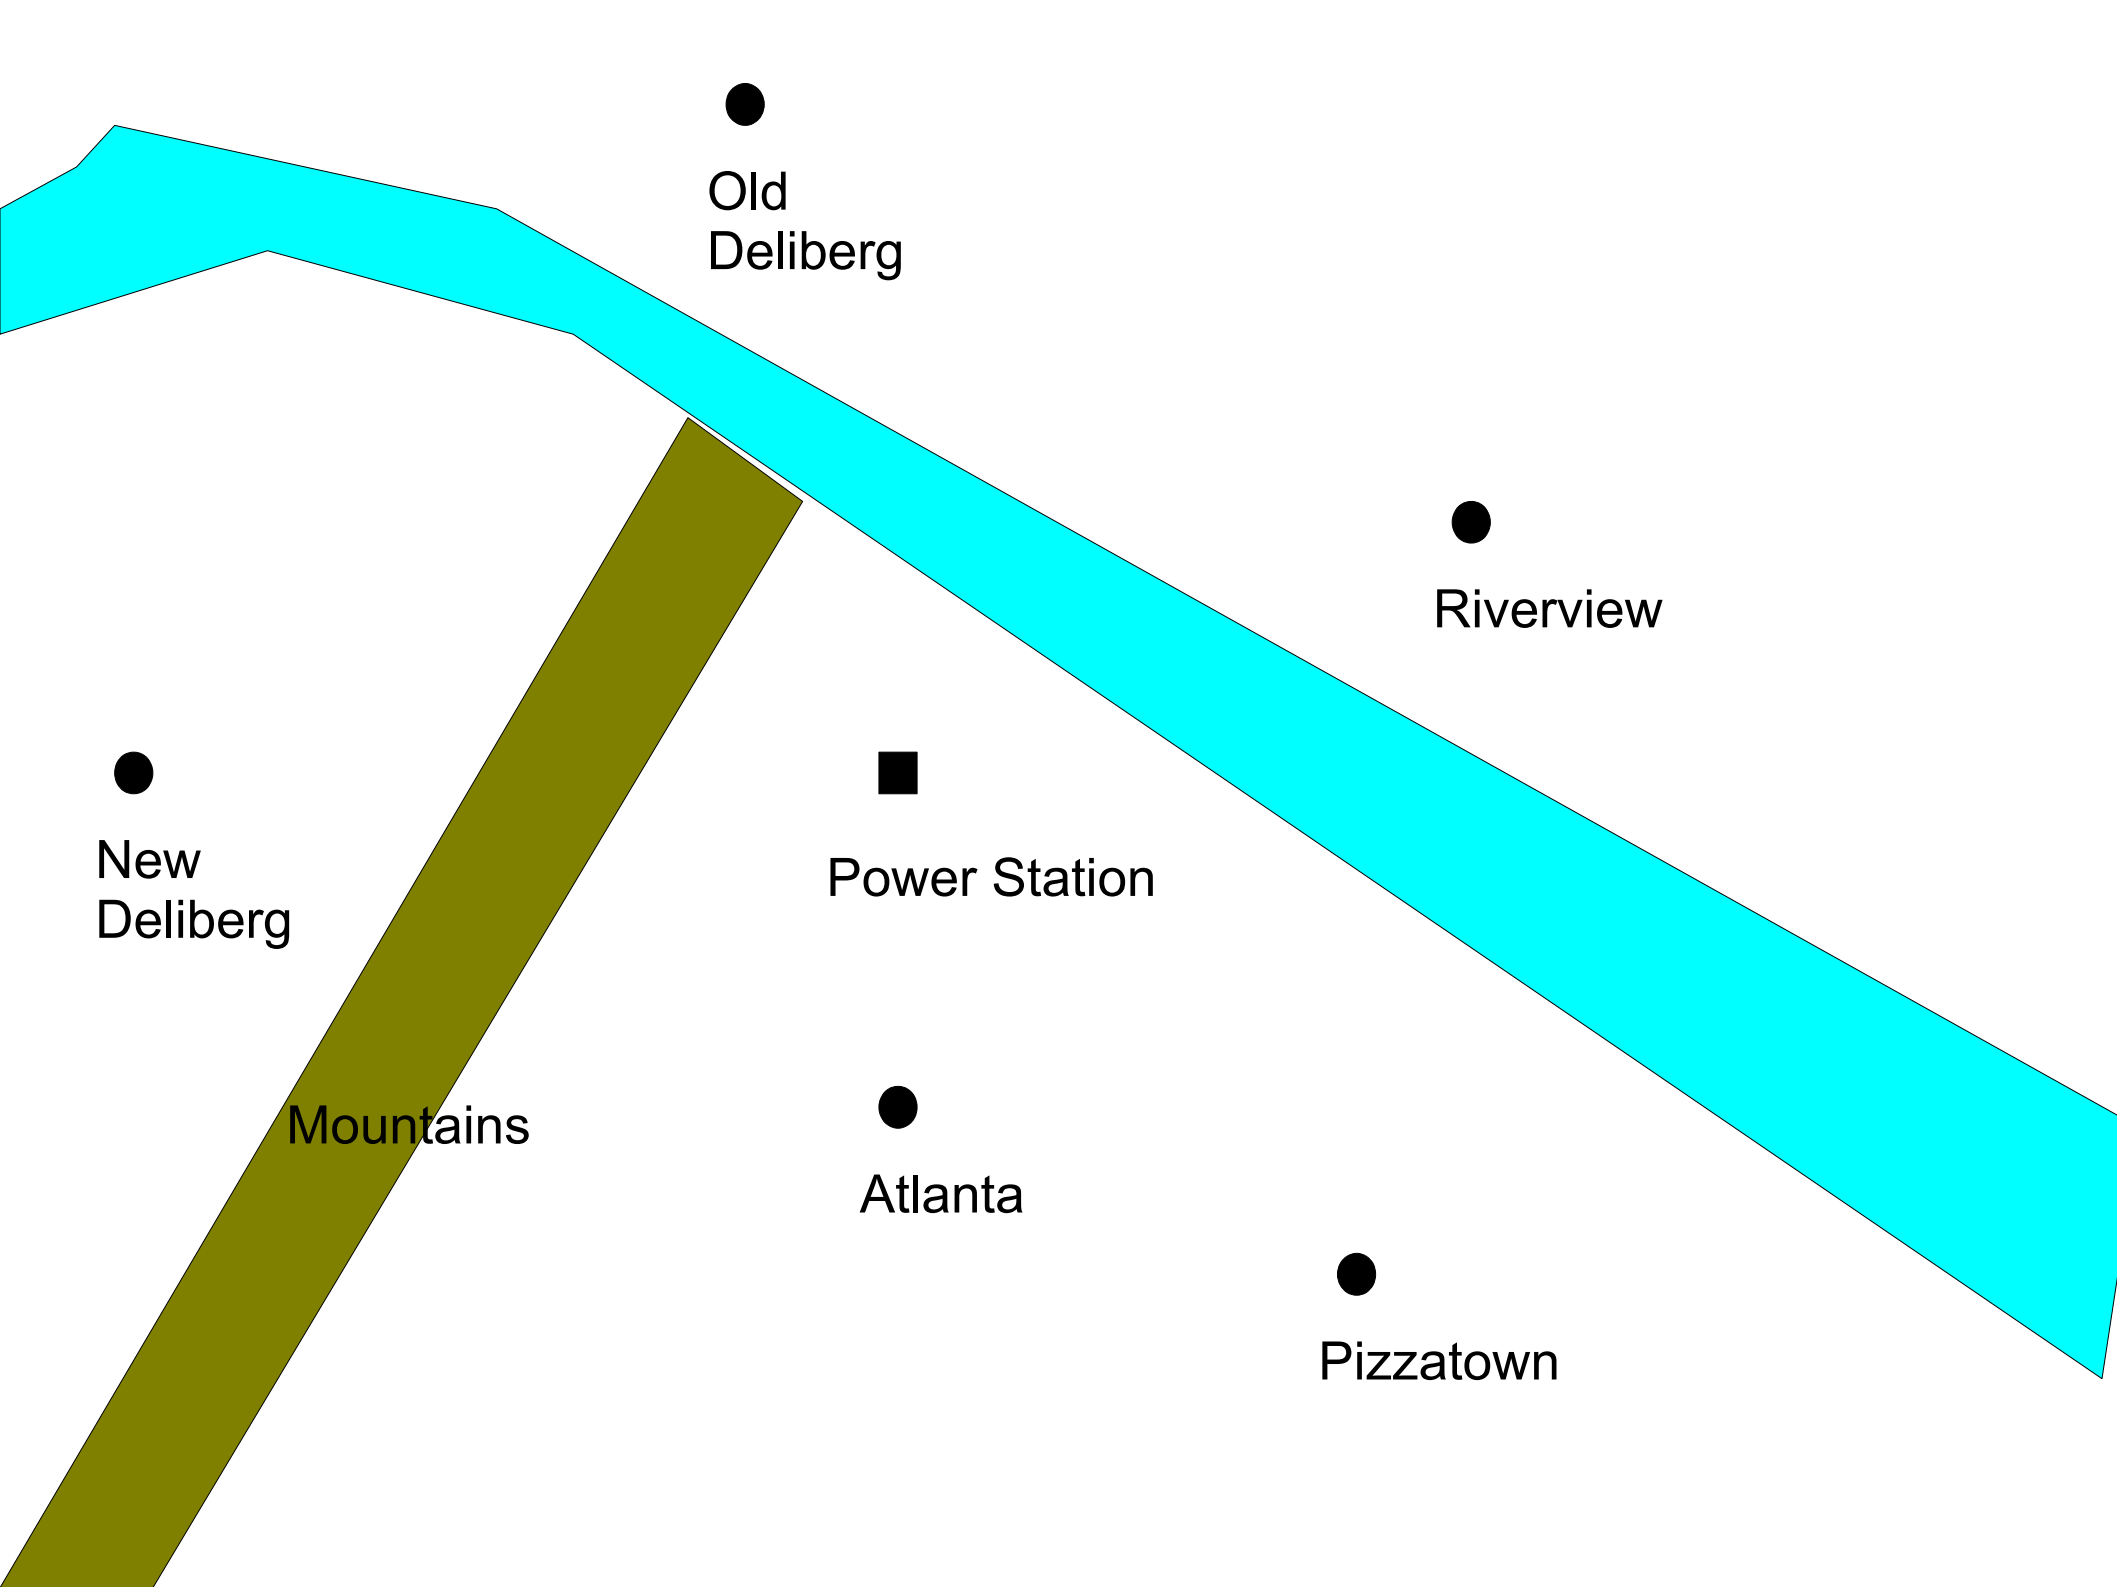 Old
Deliberg
Riverview
New
Deliberg
Power Station
Mountains
Atlanta
Pizzatown